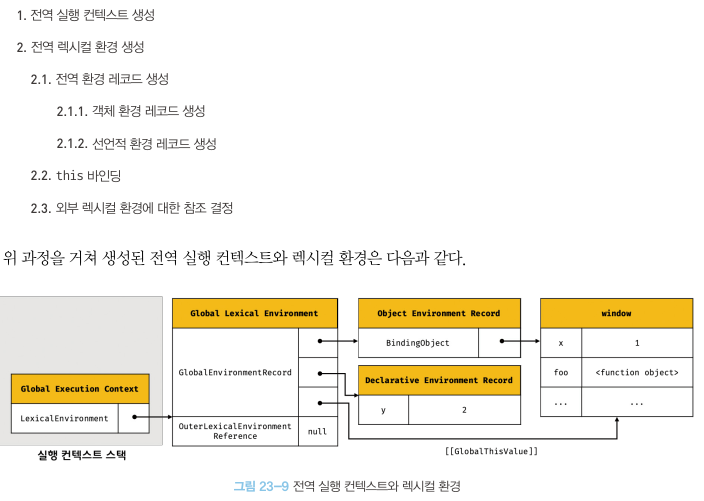 1. 전역 실행 컨텍스트 생성
2. 전역 렉시컬 환경 생성
2.1. 전역 환경 레코드 생성
2.1.1. 객체 환경 레코드 생성
2.1.2. 선언적 환경 레코드 생성
2.2. this 바인딩
2.3. 외부 렉시컬 환경에 대한 참조 결정
위 과정을 거쳐 생성된 전역 실행 컨텍스트와 렉시컬 환경은 다음과 같다.
Global Execution Context
LexicalEnvironment
실행 컨텍스트 스택
Global Lexical Environment
GlobalEnvironmentRecord
OuterLexicalEnvironment
Reference
null
Object Environment Record
BindingObject
Declarative Environment Record
y 2
window
x 1
foo <function object>
... ...
[[GlobalThisValue]]
그림 23-9 전역 실행 컨텍스트와 렉시컬 환경